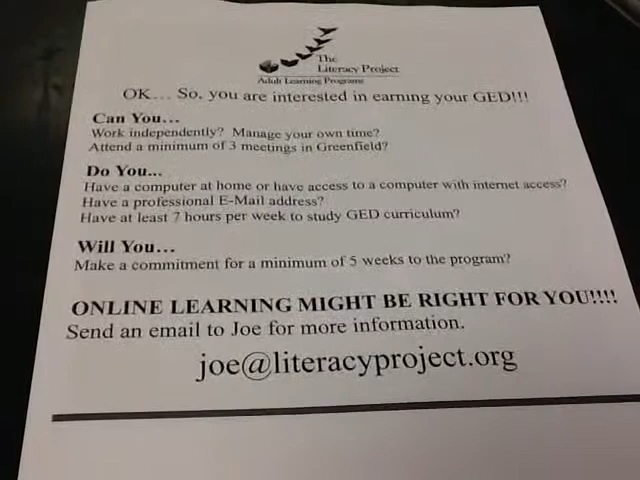 The
Literacy Project
Adult Learning Programs
OK... So, you are interested in earning your GED!!!
Can You...
Work independently? Manage your own time?
Attend a minimum of 3 meetings in Greenfield?
Do You...
Have a computer at home or have access to a computer with internet access?
Have a professional E-Mail address?
Have at least 7 hours per week to study GED curriculum?
Will You...
Make a commitment for a minimum of 5 weeks to the program?
ONLINE LEARNING MIGHT BE RIGHT FOR YOU!!!!
Send an email to Joe for more information.
joe@literacyproject.org